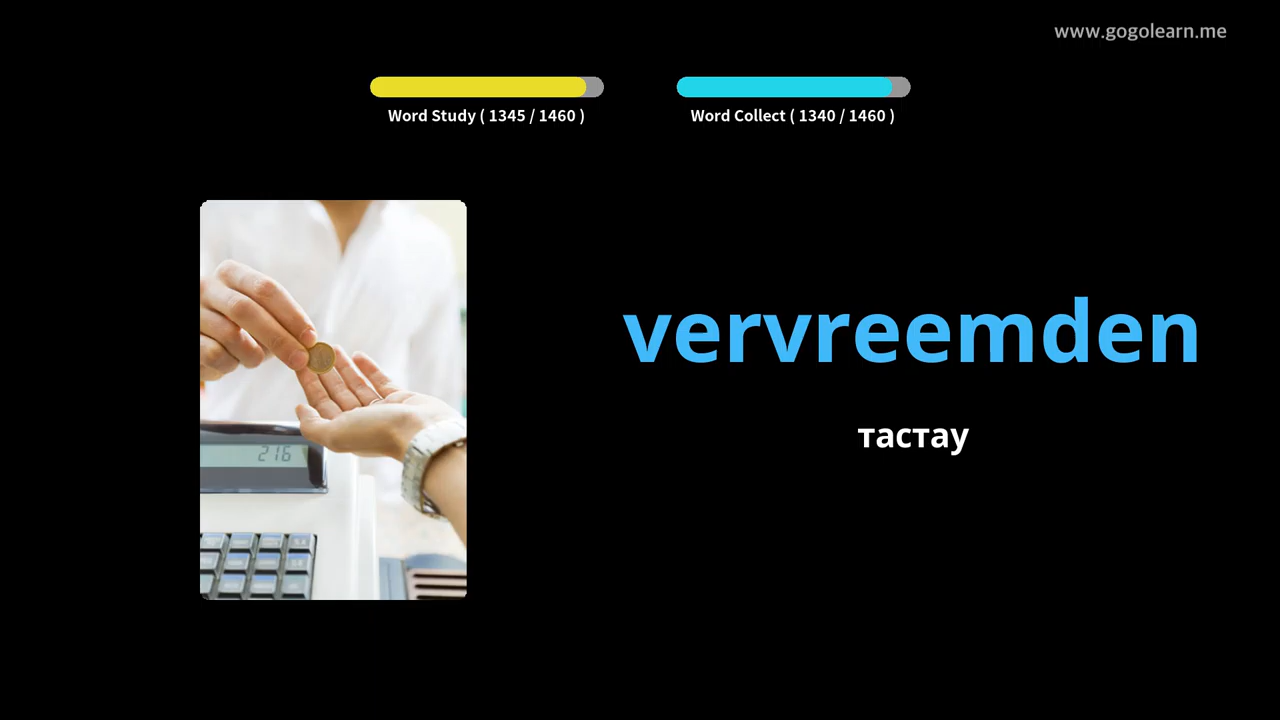 www.gogolearn.me
Word Study ( 1345 / 1460 )
Word Collect ( 1340 / 1460 )
vervreemden
тастау
216